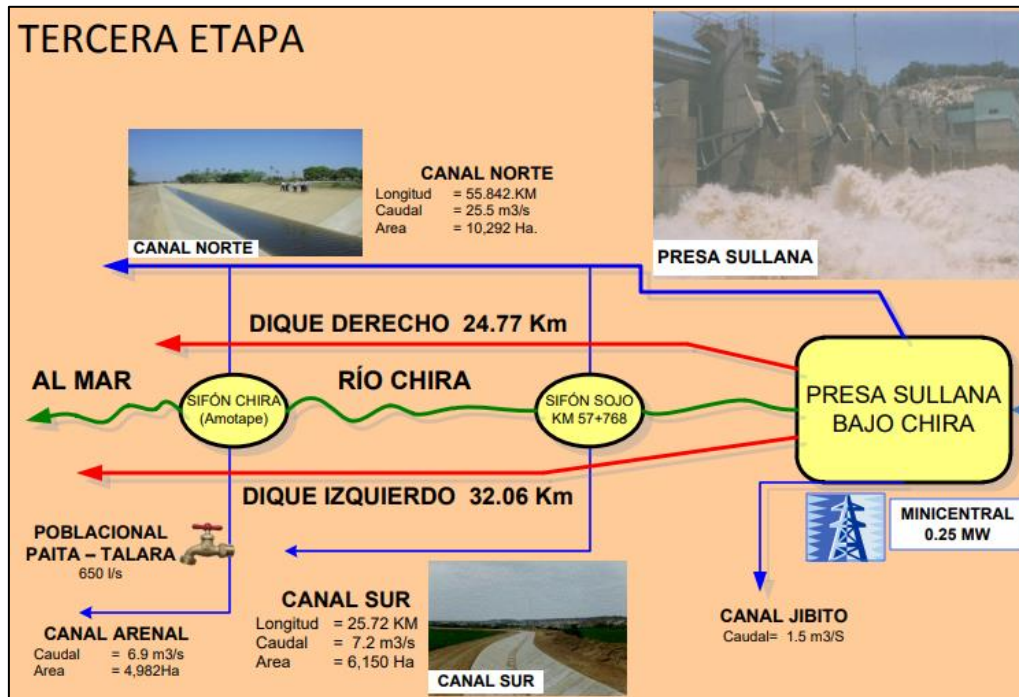 TERCERA ETAPA
CANAL NORTE
CANAL NORTE
Longitud = 55.842.KM
Caudal = 25.5 m3/s
Area = 10,292 Ha.
PRESA SULLANA
DIQUE DERECHO 24.77 Km
AL MAR
SIFÓN CHIRA
(Amotape)
RÍO CHIRA
SIFÓN SOJO
KM 57+768
PRESA SULLANA
BAJO CHIRA
DIQUE IZQUIERDO 32.06 Km
POBLACIONAL
PAITA – TALARA
650 l/s
MINICENTRAL
0.25 MW
CANAL ARENAL
Caudal = 6.9 m3/s
Area = 4,982Ha
CANAL SUR
Longitud = 25.72 KM
Caudal = 7.2 m3/s
Area = 6,150 Ha
CANAL SUR
CANAL JIBITO
Caudal= 1.5 m3/S